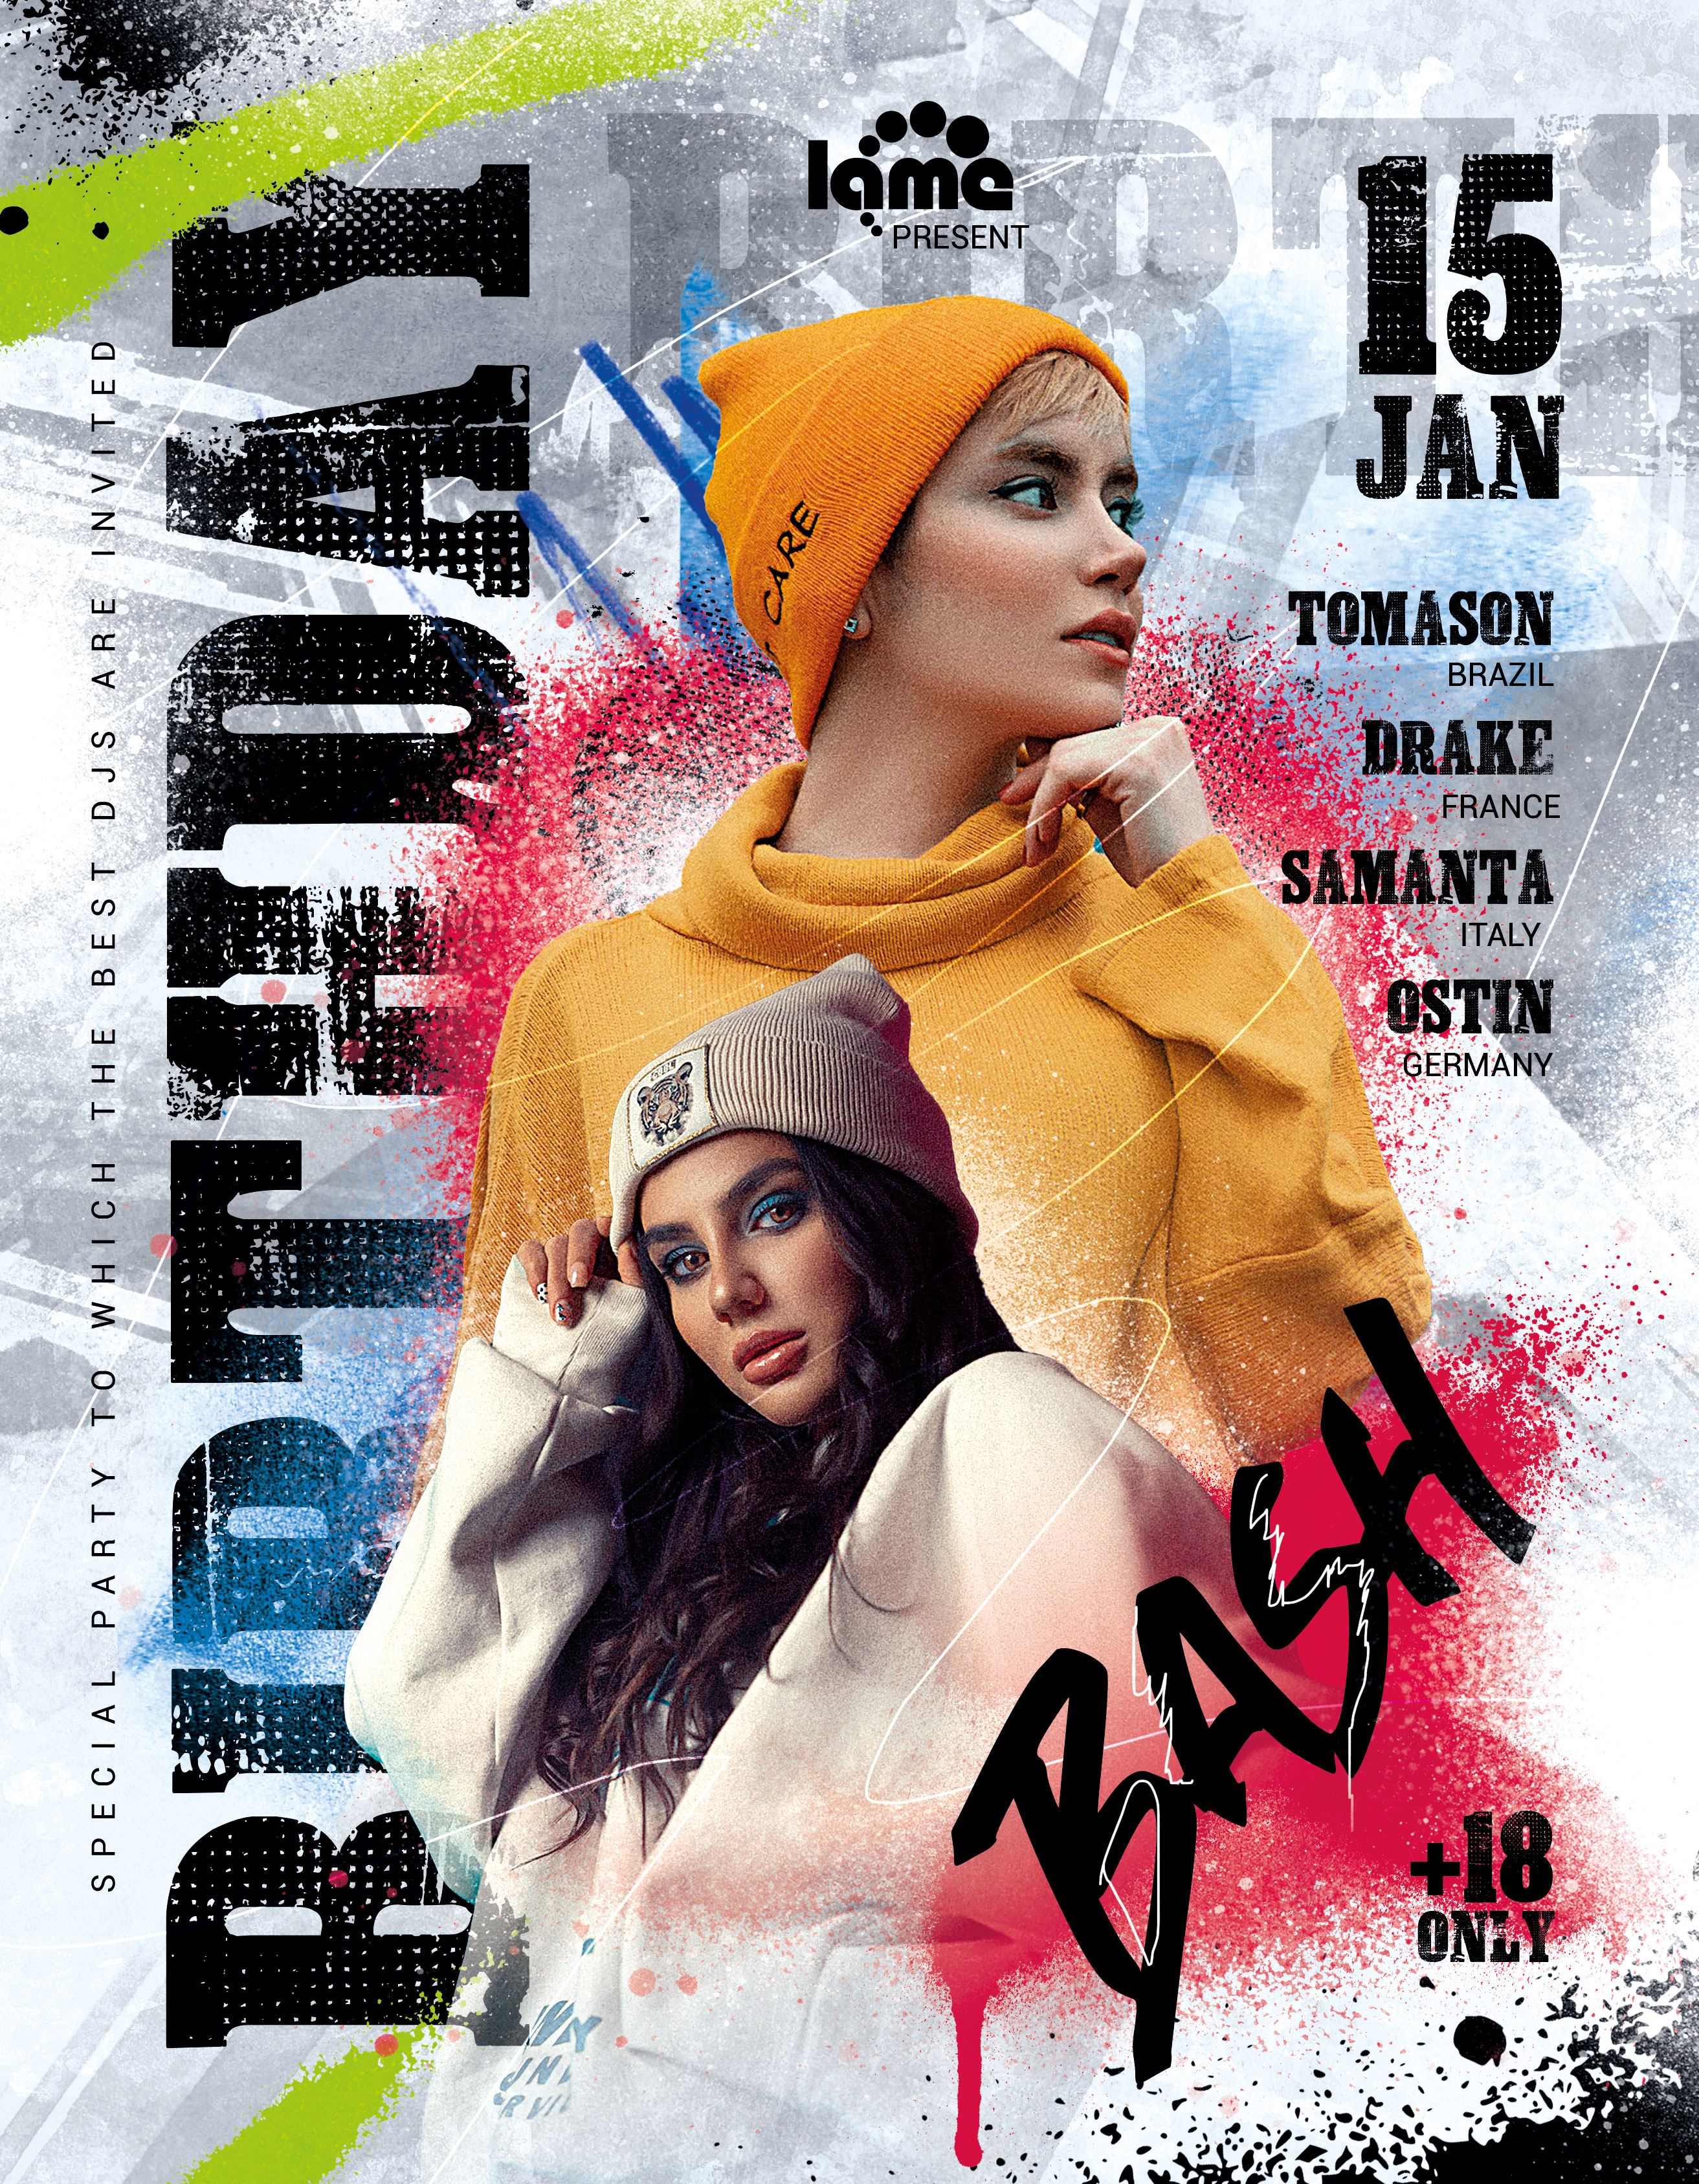 lame
PRESENT
15
JAN
BIRTHDAY
SPECIAL PARTY TO WHICH THE BEST DJS ARE INVITED
CARE
TOMASON
BRAZIL
DRAKE
FRANCE
SAMANTA
ITALY
OSTIN
GERMANY
BASH
+18
ONLY